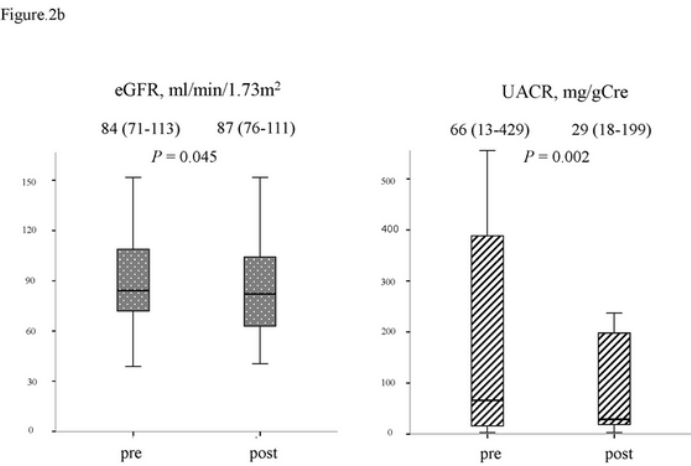 Figure.2b
eGFR, ml/min/1.73m²
84 (71-113) 87 (76-111)
P = 0.045
150
120
90
60
30
0
pre post
UACR, mg/gCre
66 (13-429) 29 (18-199)
P = 0.002
500
400
300
200
100
0
pre post